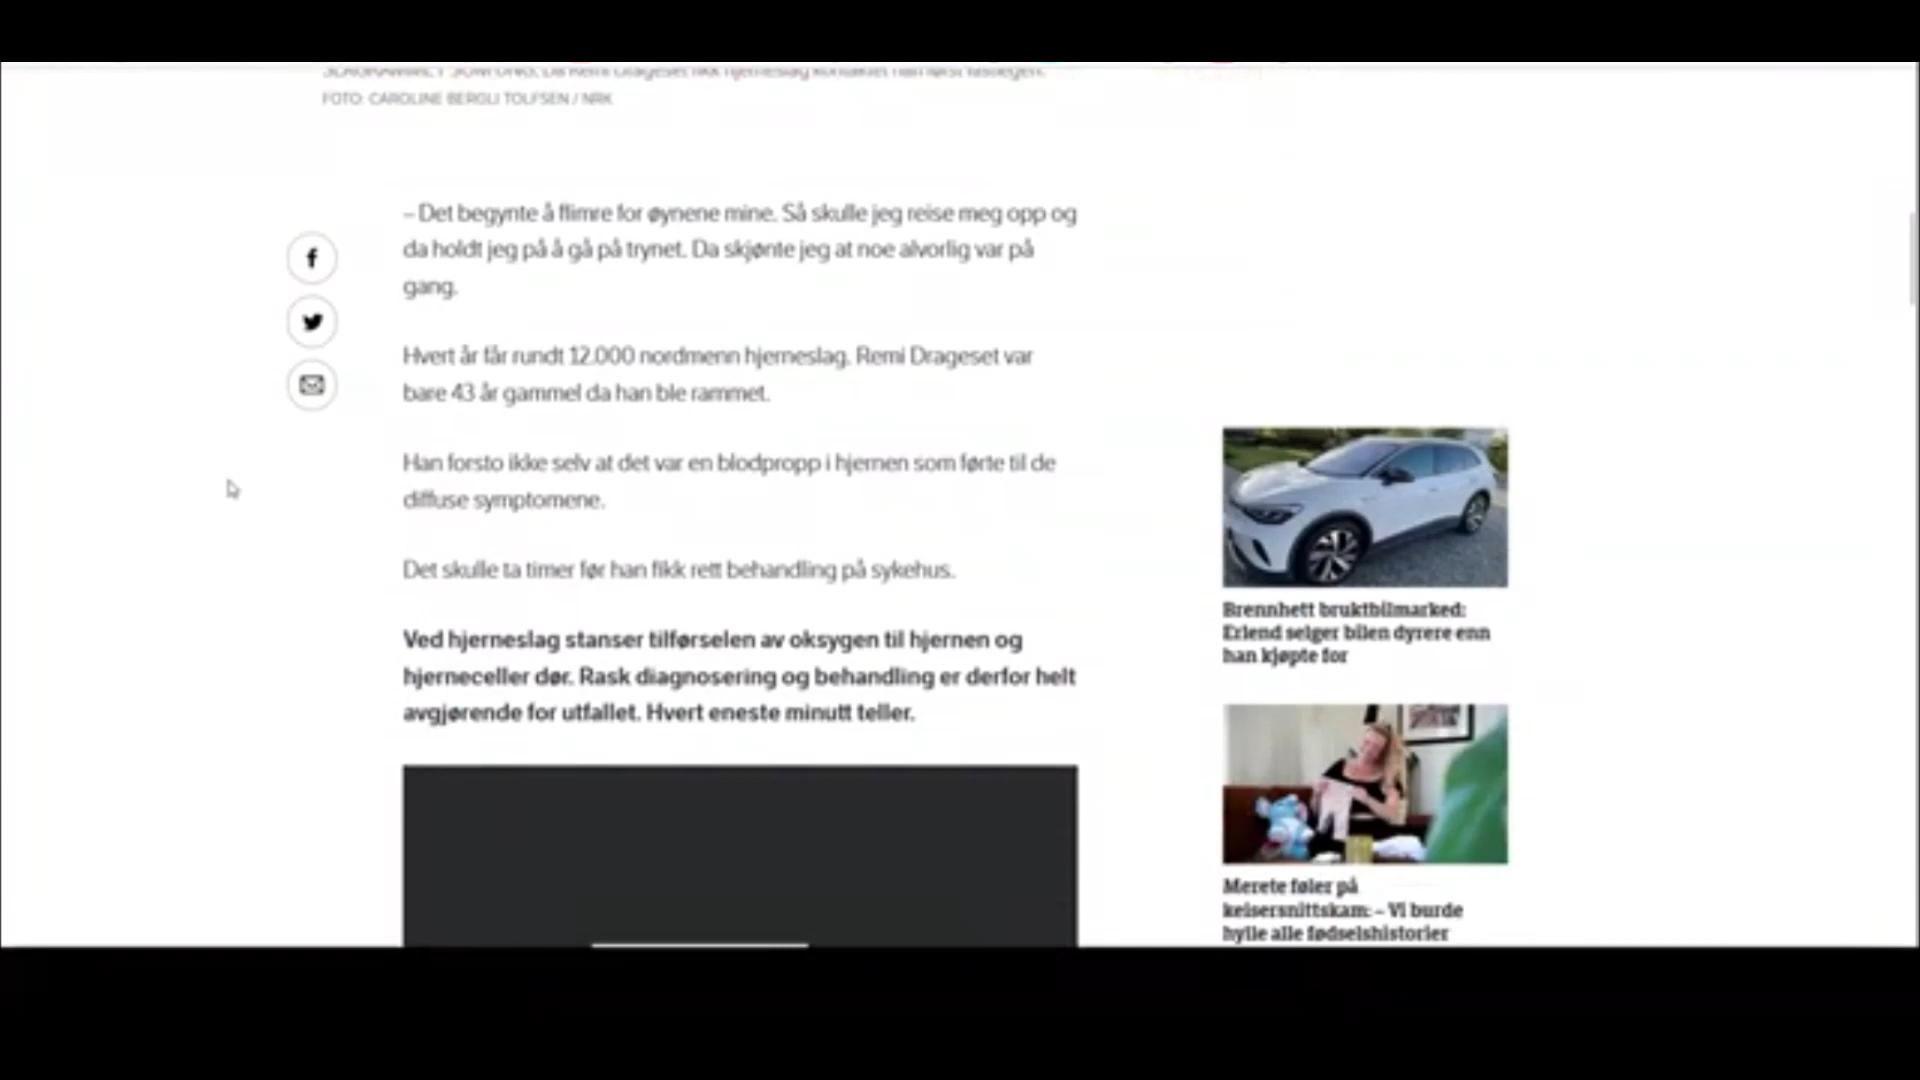 FOTO: CAROLINE BERGLI TOLFSEN / NRK
– Det begynte å flimre for øynene mine. Så skulle jeg reise meg opp og
da holdt jeg på å gå på trynet. Da skjønte jeg at noe alvorlig var på
gang.
Hvert år får rundt 12.000 nordmenn hjerneslag. Remi Drageset var
bare 43 år gammel da han ble rammet.
Han forsto ikke selv at det var en blodpropp i hjernen som førte til de
diffuse symptomene.
Det skulle ta timer før han fikk rett behandling på sykehus.
Ved hjerneslag stanser tilførselen av oksygen til hjernen og
hjerneceller dør. Rask diagnosering og behandling er derfor helt
avgjørende for utfallet. Hvert eneste minutt teller.
Brennhett bruktbilmarked:
Erlend selger bilen dyrere enn
han kjøpte for
Merete føler på
keisersnittskam: – Vi burde
hylle alle fødselshistorier